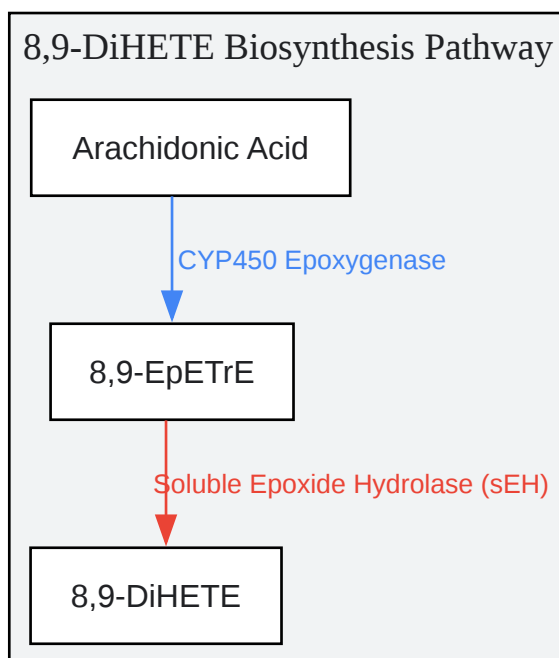 8,9-DiHETE Biosynthesis Pathway
Arachidonic Acid
CYP450 Epoxygenase
8,9-EpETrE
Soluble Epoxide Hydrolase (sEH)
8,9-DiHETE